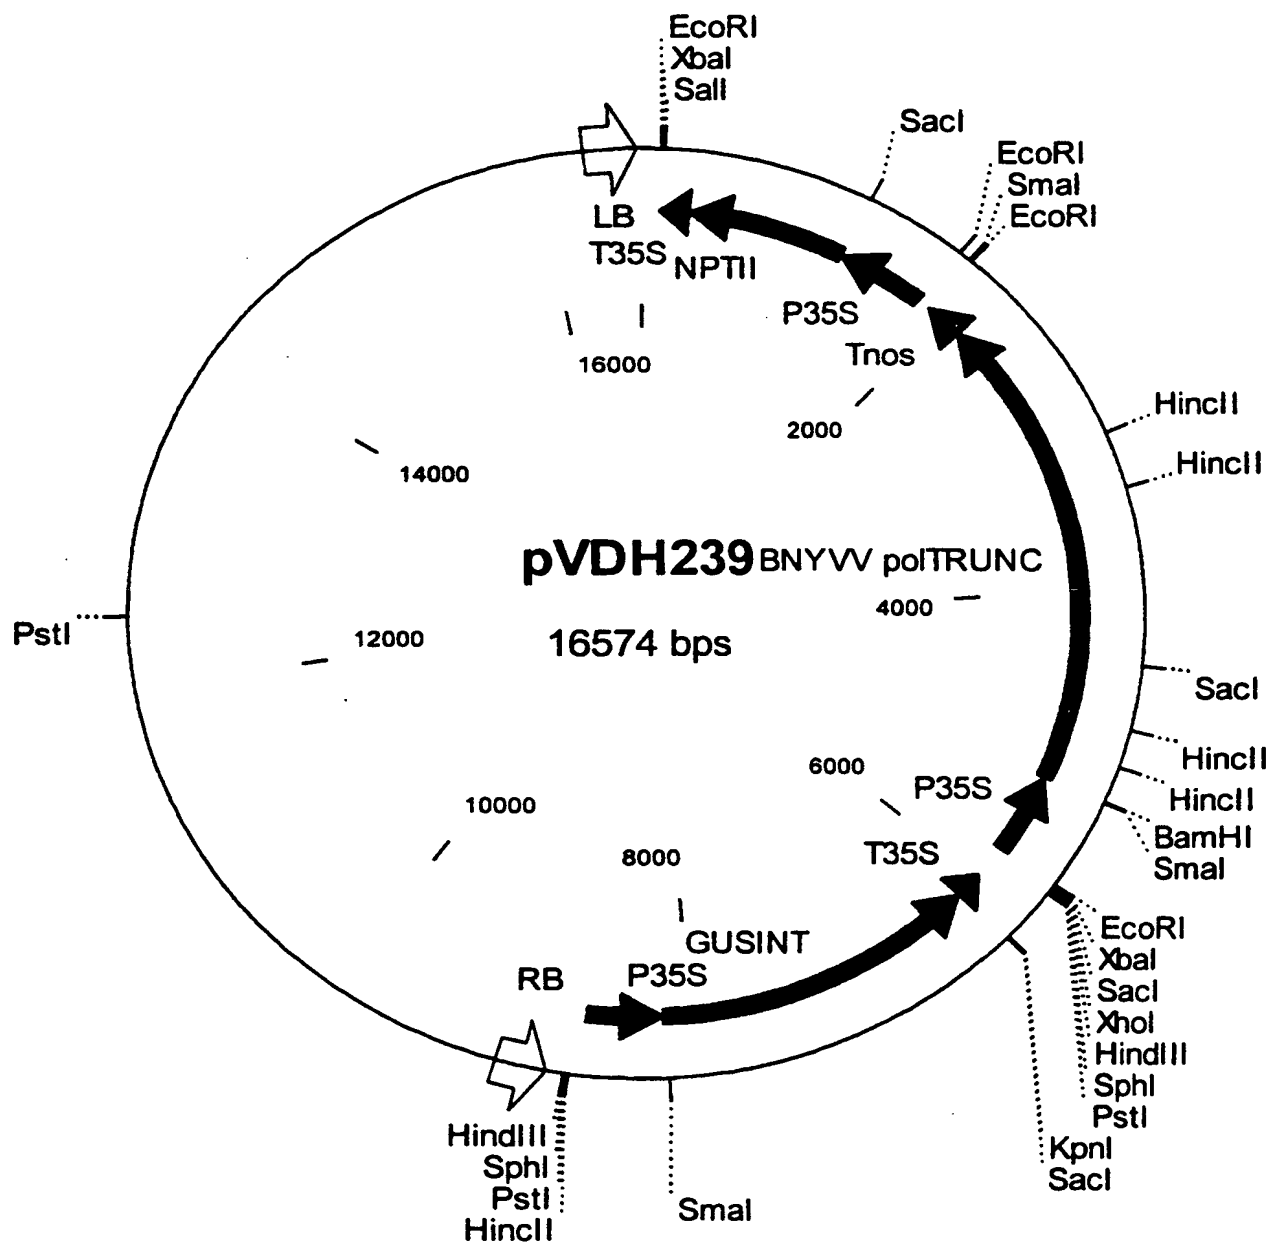 EcoRI
XbaI
SalI
SacI
EcoRI
SmaI
EcoRI
LB
T35S
NPTII
P35S
Tnos
16000
2000
HincII
HincII
14000
pVDH239
BNYVV polTRUNC
4000
16574 bps
12000
PstI
SacI
HincII
HincII
BamHI
SmaI
6000
P35S
T35S
10000
8000
GUSINT
P35S
RB
EcoRI
XbaI
SacI
XhoI
HindIII
SphI
PstI
KpnI
SacI
HindIII
SphI
PstI
HincII
SmaI